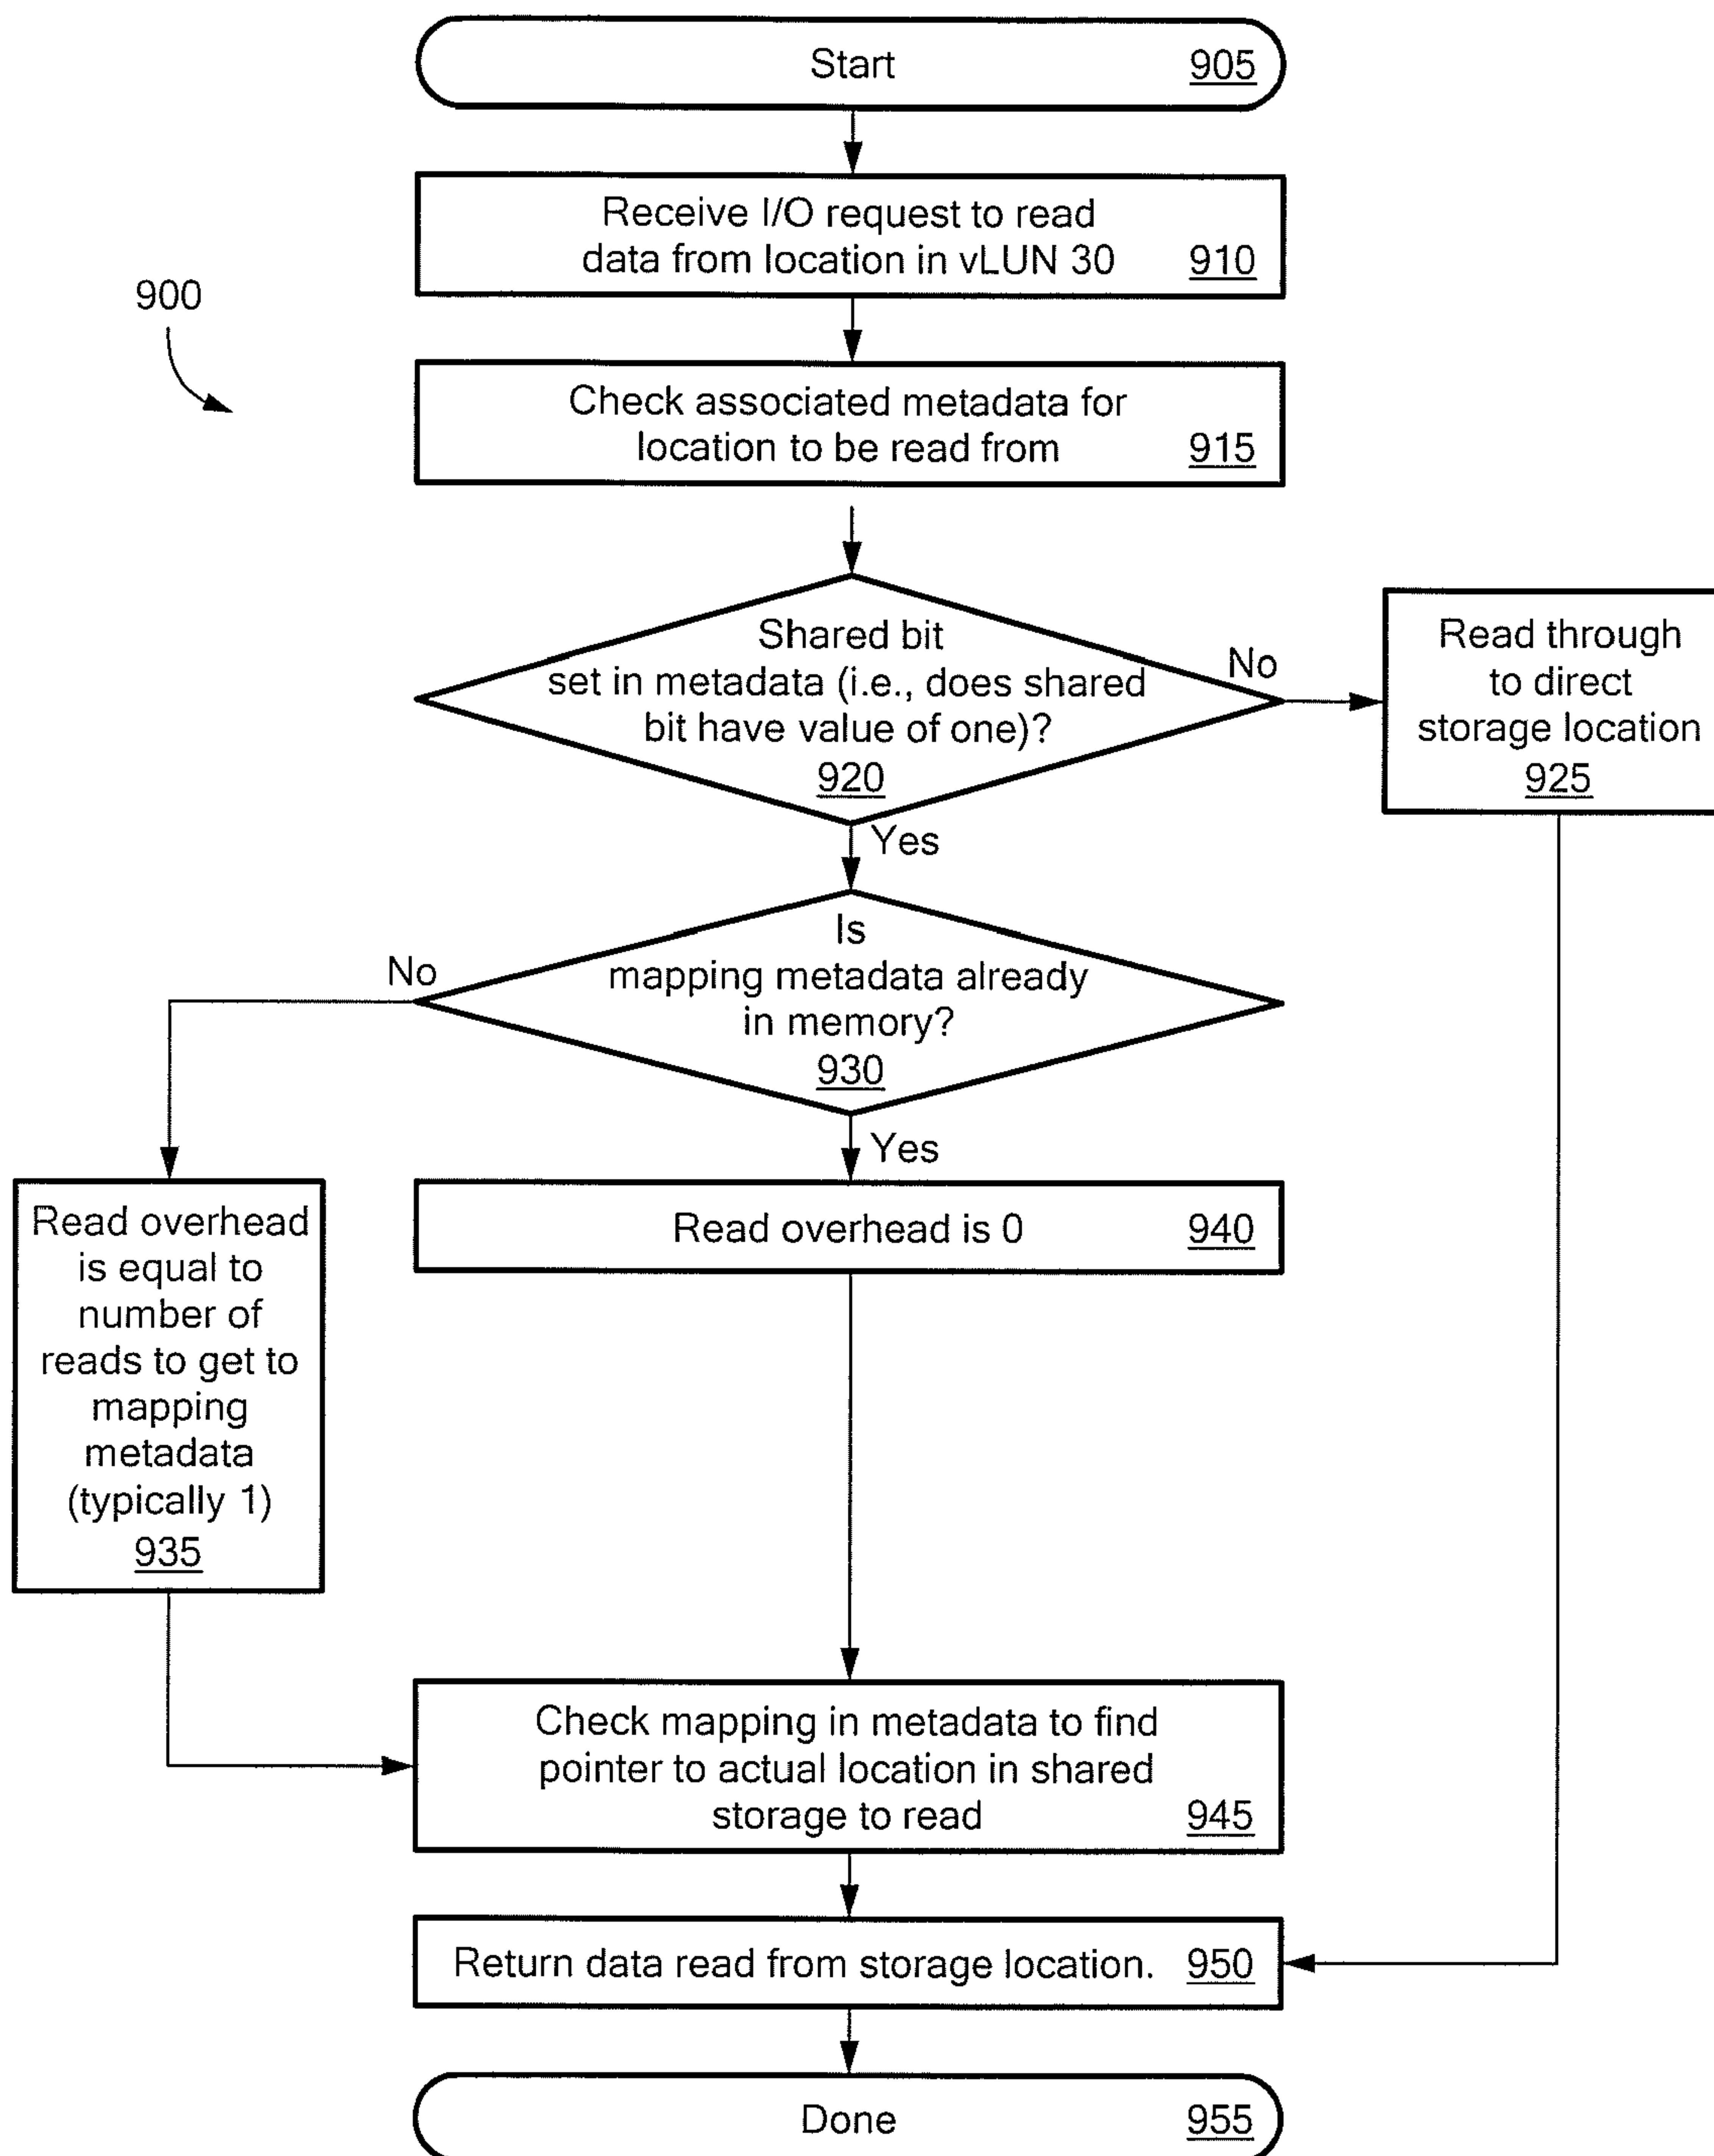 Start 905
Receive I/O request to read
data from location in vLUN 30 910
900
Check associated metadata for
location to be read from 915
Shared bit
set in metadata (i.e., does shared
bit have value of one)?
920
No
Read through
to direct
storage location
925
Yes
Is
mapping metadata already
in memory?
930
No
Yes
Read overhead
is equal to
number of
reads to get to
mapping
metadata
(typically 1)
935
Read overhead is 0 940
Check mapping in metadata to find
pointer to actual location in shared
storage to read 945
Return data read from storage location. 950
Done 955